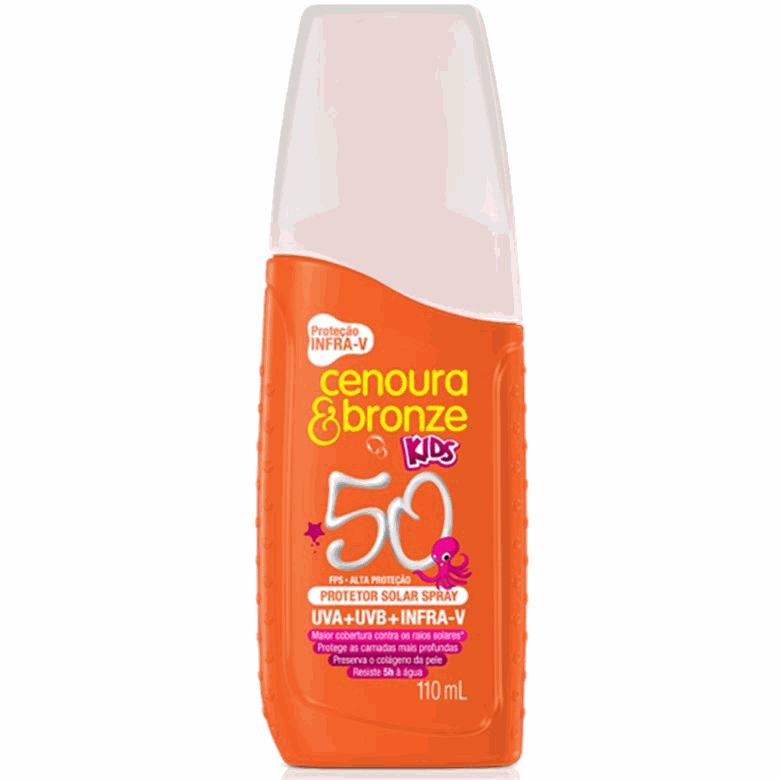 Proteção
INFRA-V
cenoura
&bronze
KIDS
50
FPS - ALTA PROTEÇÃO
PROTETOR SOLAR SPRAY
UVA+UVB+INFRA-V
Maior cobertura contra os raios solares*
Protege as camadas mais profundas
Preserva o colágeno da pele
Resiste 5h à água
110 mL